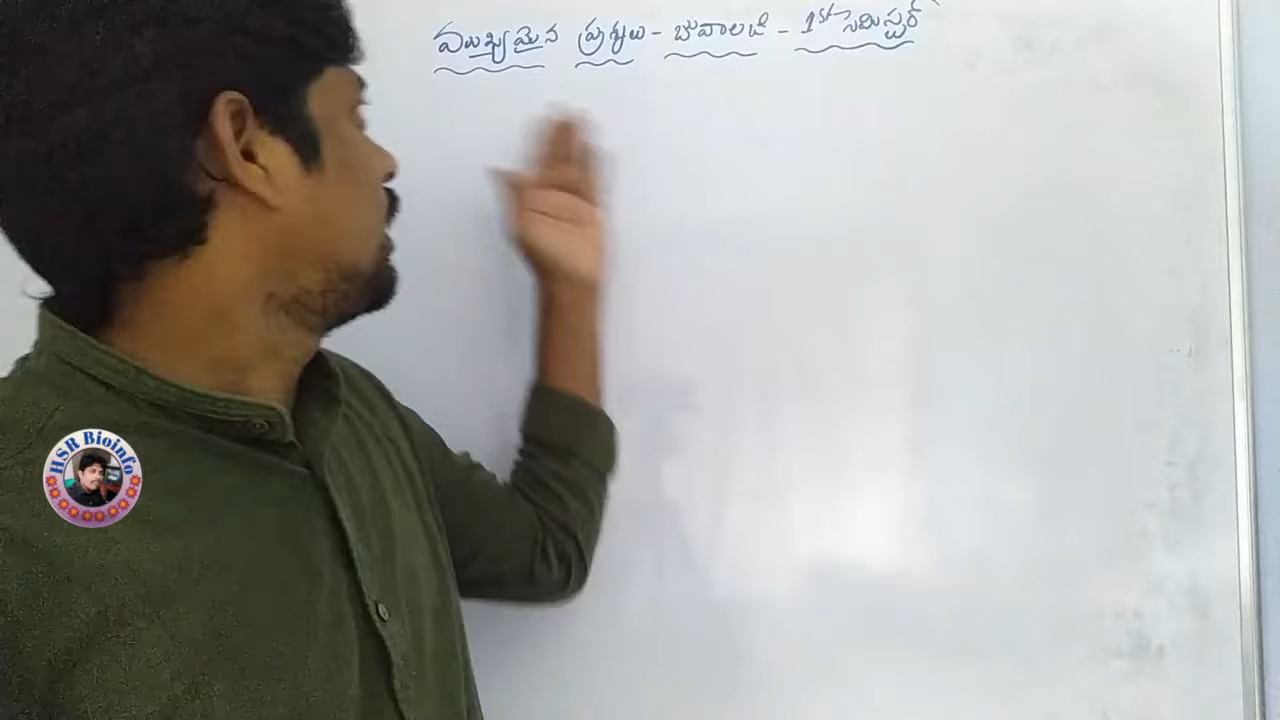 ముఖ్యమైన ప్రశ్నలు - జువాలజి - 1st సెమిస్టర్
HSR Bioinfo